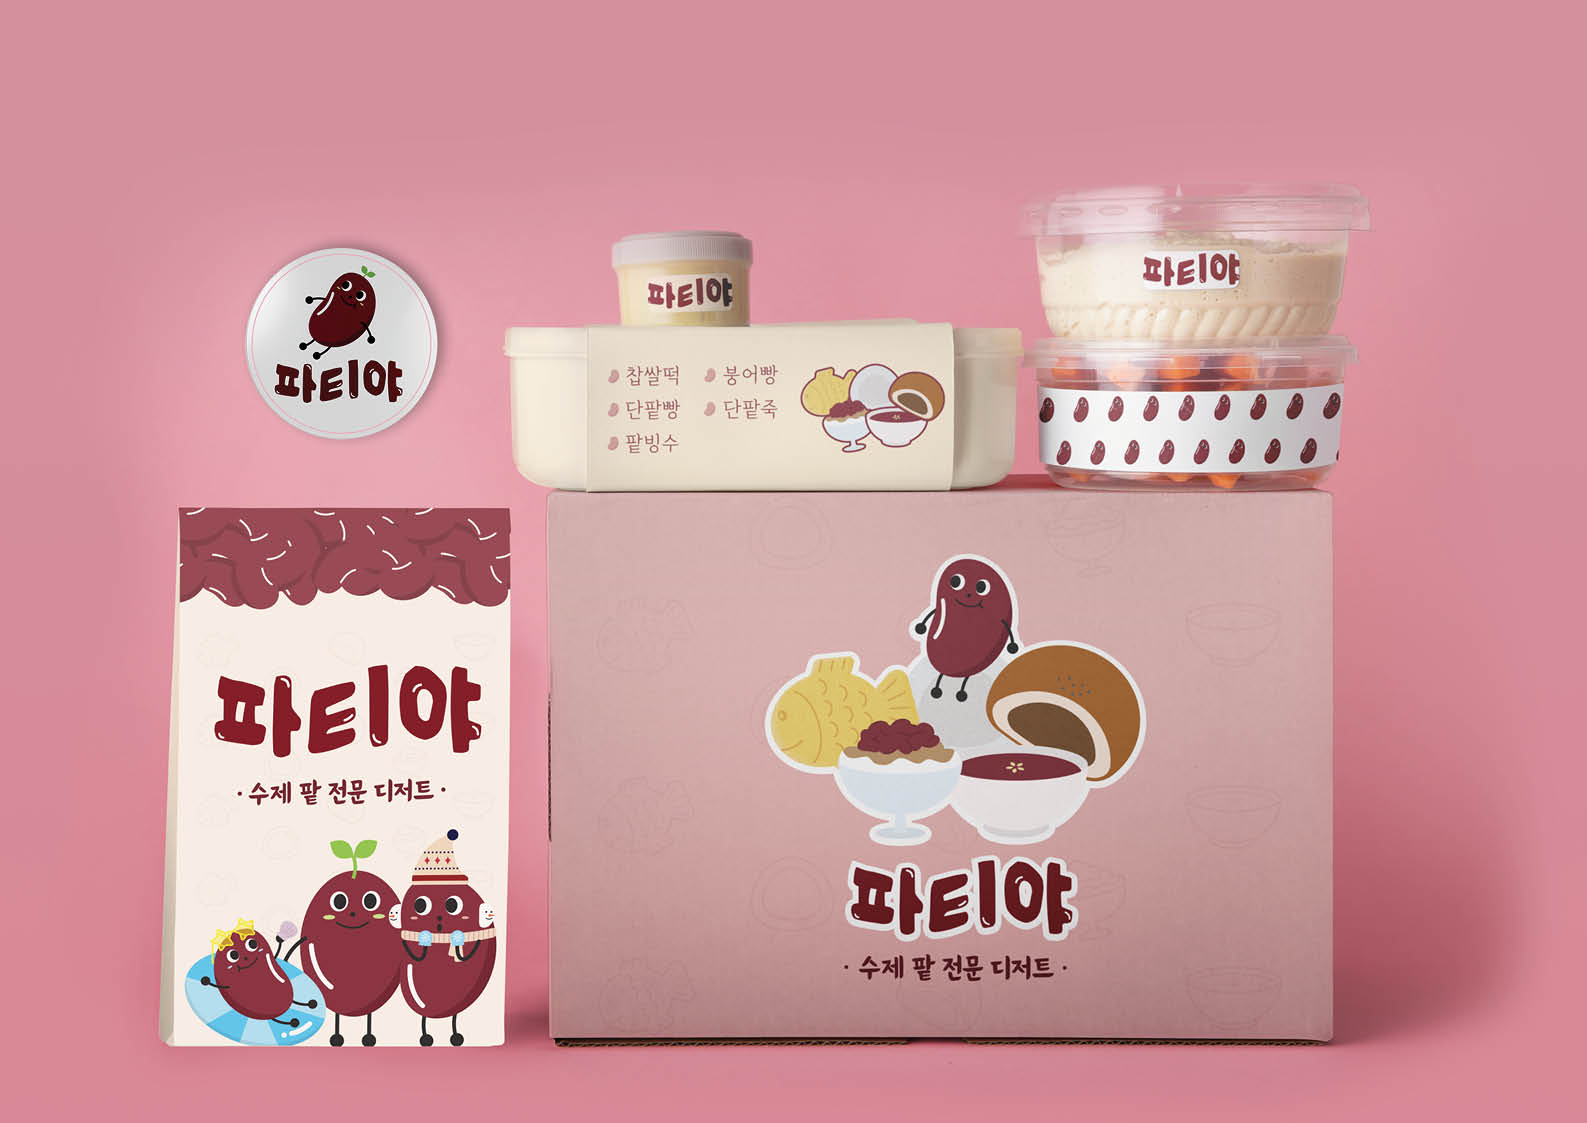 파티야
파티야
파티야
찹쌀떡
붕어빵
단팥빵
단팥죽
팥빙수
파티야
· 수제 팥 전문 디저트 ·
파티야
· 수제 팥 전문 디저트 ·